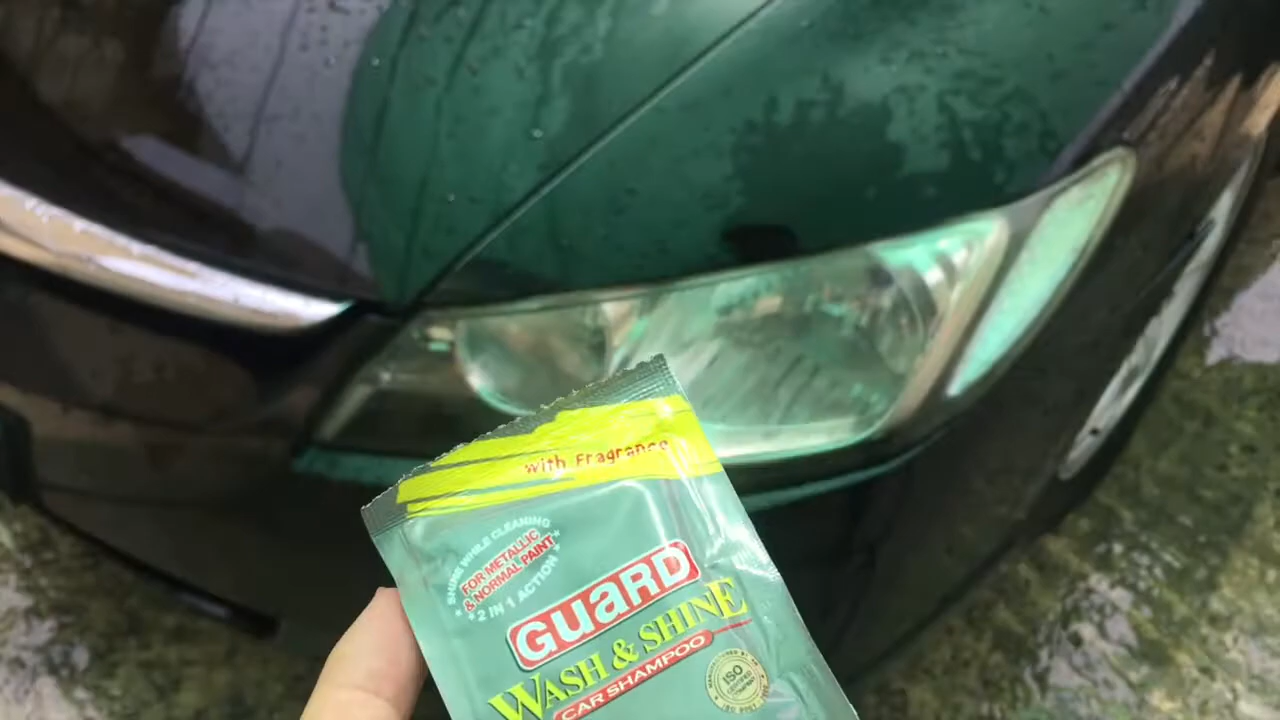 with Fragrance
SHINE WHILE CLEANING
FOR METALLIC
& NORMAL PAINT
* 2 IN 1 ACTION *
GUaRD
WASH & SHINE
CAR SHAMPOO
ISO